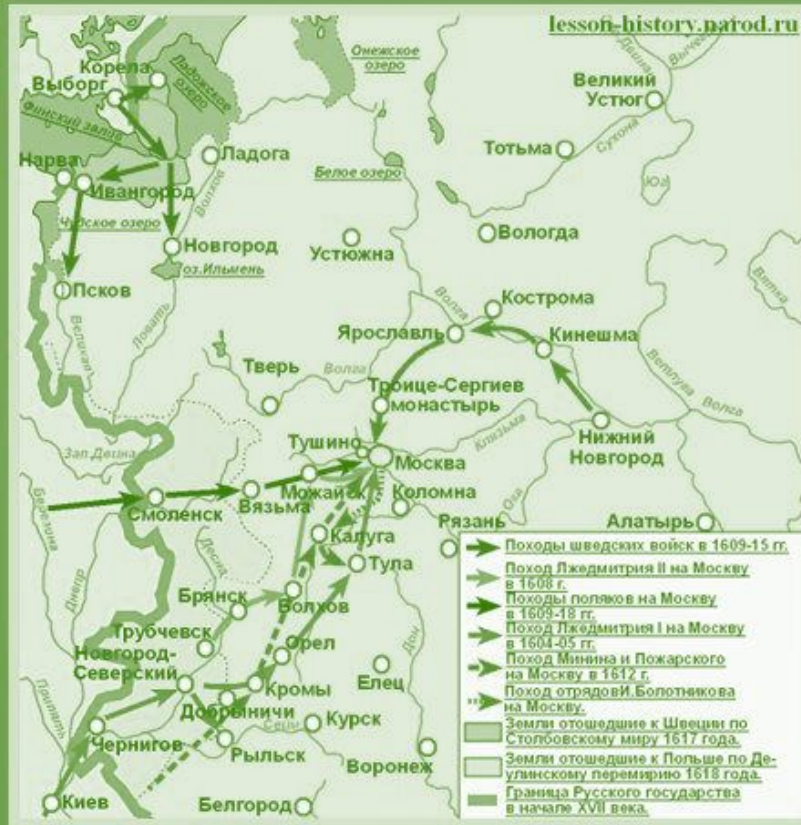 lesson-history.narod.ru
Онежское
озеро
Корела
Ладожское
озеро
Выборг
Финский залив
Двина
Вычегда
Великий
Устюг
Тотьма
Сухона
Юг
Нарва
Ивангород
Ладога
Волхов
Белое озеро
Чудское озеро
Новгород
оз.Ильмень
Устюжна
Вологда
Псков
Великая
Ловать
Кострома
Волга
Ярославль
Кинешма
Вятка
Ветлуга
Волга
Тверь
Волга
Троице-Сергиев
монастырь
Нижний
Новгород
Клязьма
Тушино
Москва
Зап.Двина
Можайск
Вязьма
Смоленск
Коломна
Ока
Рязань
Алатырь
Березина
Днепр
Десна
Калуга
Тула
Брянск
Волхов
Трубчевск
Новгород-
Северский
Орел
Дон
Елец
Кромы
Добрыничи
Припять
Чернигов
Сейм
Курск
Рыльск
Воронеж
Киев
Белгород
Походы шведских войск в 1609-15 гг.
Поход Лжедмитрия II на Москву
в 1608 г.
Походы поляков на Москву
в 1609-18 гг.
Поход Лжедмитрия I на Москву
в 1604-05 гг.
Поход Минина и Пожарского
на Москву в 1612 г.
Поход отрядовИ.Болотникова
на Москву.
Земли отошедшие к Швеции по
Столбовскому миру 1617 года.
Земли отошедшие к Польше по Де-
улинскому перемирию 1618 года.
Граница Русского государства
в начале XVII века.